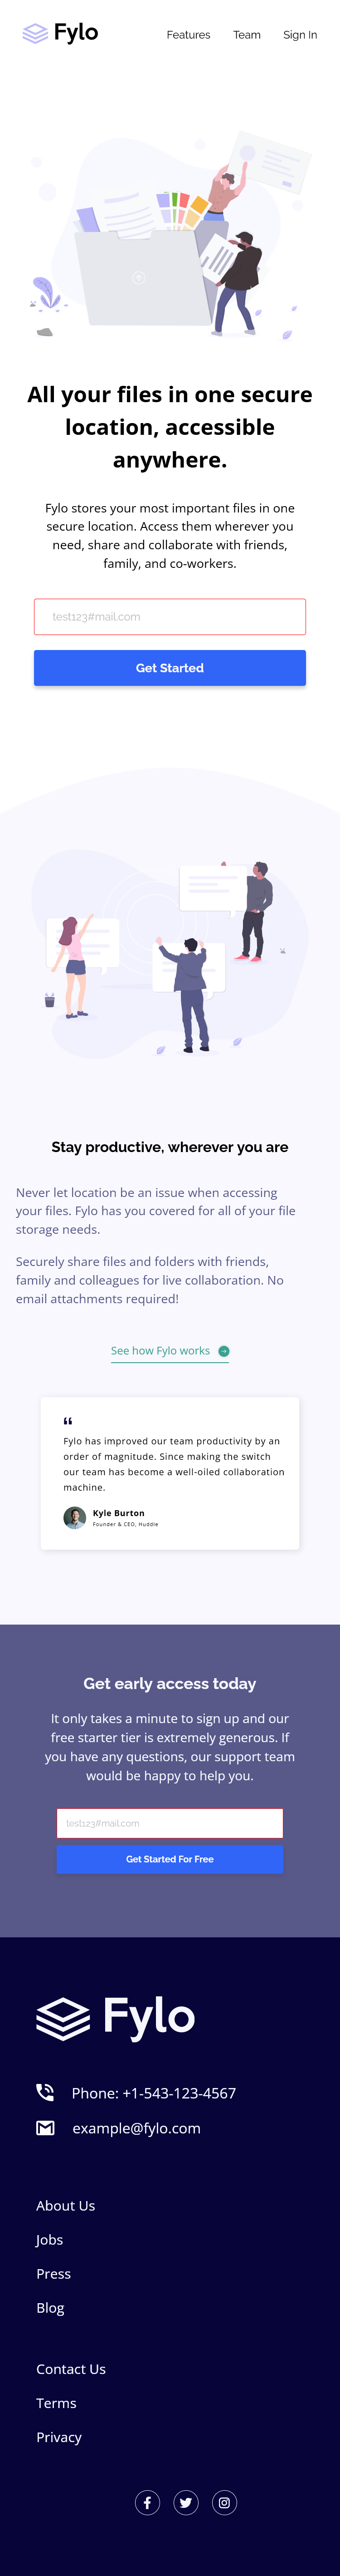 Fylo
Features Team Sign In
All your files in one secure
location, accessible
anywhere.
Fylo stores your most important files in one
secure location. Access them wherever you
need, share and collaborate with friends,
family, and co-workers.
test123#mail.com
Get Started
Stay productive, wherever you are
Never let location be an issue when accessing
your files. Fylo has you covered for all of your file
storage needs.
Securely share files and folders with friends,
family and colleagues for live collaboration. No
email attachments required!
See how Fylo works
“
Fylo has improved our team productivity by an
order of magnitude. Since making the switch
our team has become a well-oiled collaboration
machine.
Kyle Burton
Founder & CEO, Huddle
Get early access today
It only takes a minute to sign up and our
free starter tier is extremely generous. If
you have any questions, our support team
would be happy to help you.
test123#mail.com
Get Started For Free
Fylo
Phone: +1-543-123-4567
example@fylo.com
About Us
Jobs
Press
Blog
Contact Us
Terms
Privacy